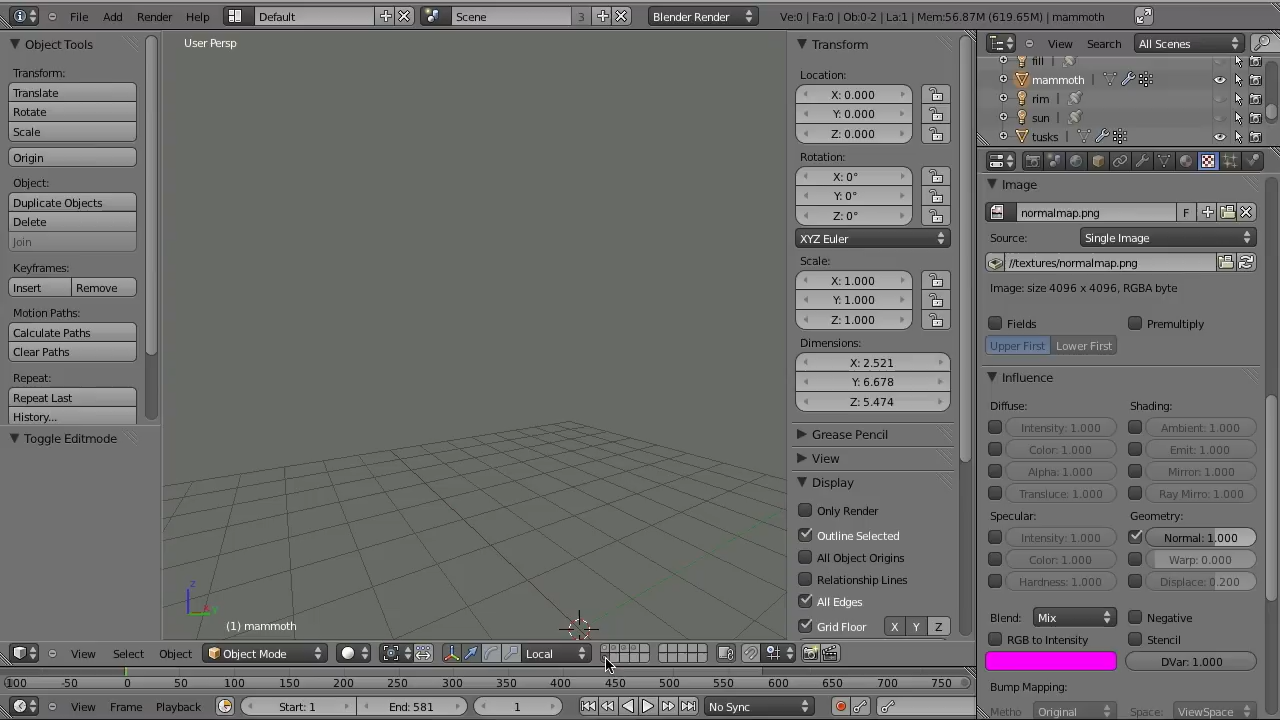 File Add Render Help Default Scene 3 Blender Render Ve:0 | Fa:0 | Ob:0-2 | La:1 | Mem:56.87M (619.65M) | mammoth
Object Tools
Transform:
Translate
Rotate
Scale
Origin
Object:
Duplicate Objects
Delete
Join
Keyframes:
Insert Remove
Motion Paths:
Calculate Paths
Clear Paths
Repeat:
Repeat Last
History...
Toggle Editmode
User Persp
z
y
(1) mammoth
Transform
Location:
X: 0.000
Y: 0.000
Z: 0.000
Rotation:
X: 0°
Y: 0°
Z: 0°
XYZ Euler
Scale:
X: 1.000
Y: 1.000
Z: 1.000
Dimensions:
X: 2.521
Y: 6.678
Z: 5.474
Grease Pencil
View
Display
Only Render
Outline Selected
All Object Origins
Relationship Lines
All Edges
Grid Floor X Y Z
View Search All Scenes
fill
mammoth
rim
sun
tusks
Image
normalmap.png F
Source: Single Image
//textures/normalmap.png
Image: size 4096 x 4096, RGBA byte
Fields Premultiply
Upper First Lower First
Influence
Diffuse: Shading:
Intensity: 1.000 Ambient: 1.000
Color: 1.000 Emit: 1.000
Alpha: 1.000 Mirror: 1.000
Transluce: 1.000 Ray Mirro: 1.000
Specular: Geometry:
Intensity: 1.000 Normal: 1.000
Color: 1.000 Warp: 0.000
Hardness: 1.000 Displace: 0.200
Blend: Mix Negative
RGB to Intensity Stencil
DVar: 1.000
Bump Mapping:
Metho Original Space: ViewSpace
View Select Object Object Mode Local
-100 -50 0 50 100 150 200 250 300 350 400 450 500 550 600 650 700 750
View Frame Playback Start: 1 End: 581 1 No Sync